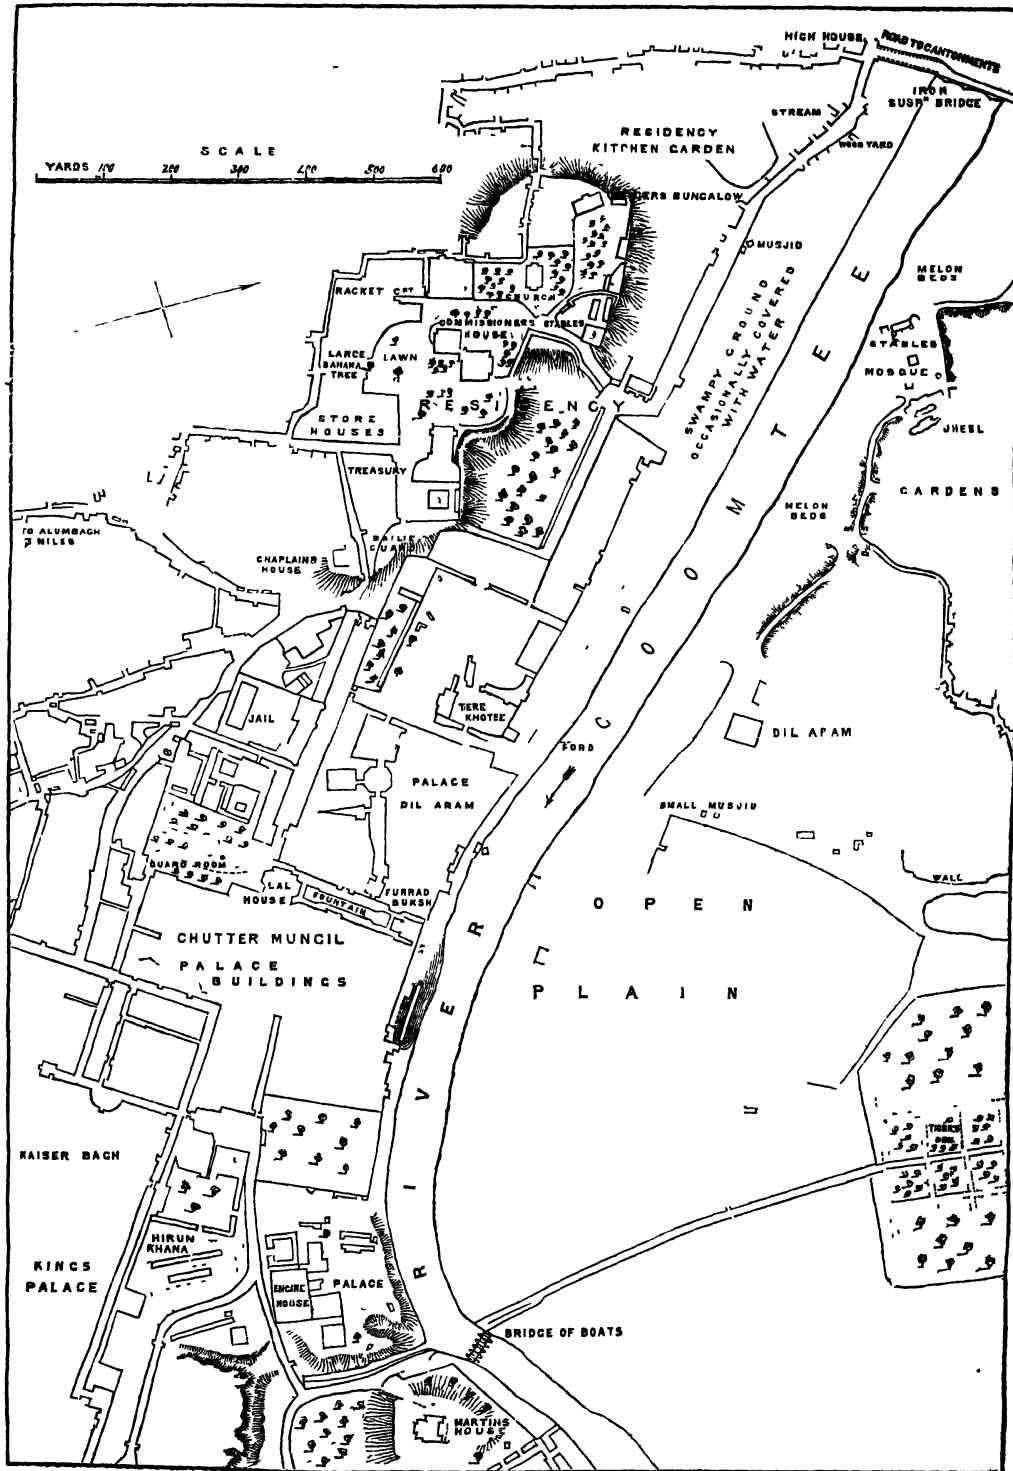 HIGH HOUSE
ROAD TO CANTONMENTS
IRON
SUSPN BRIDGE
STREAM
WOOD YARD
RESIDENCY
KITCHEN GARDEN
SCALE
YARDS 100 200 300 400 500 600
BUNGALOW
MUSJID
SWAMPY GROUND
OCCASIONALLY COVERED
WITH WATER
MELON
BEDS
STABLES
MOSQUE
JHEEL
GARDENS
MELON
BEDS
RACKET CRT
CHURCH
COMMISSIONERS
HOUSE
STABLES
LARGE
BANANA
TREE
LAWN
RESIDENCY
STORE
HOUSES
TREASURY
TO ALUMBAGH
3 MILES
BAILIE
GUARD
CHAPLAINS
HOUSE
RIVER GOOMTEE
JAIL
TERE
KHOTEE
FORD
DIL ARAM
PALACE
DIL ARAM
SMALL MUSJID
GUARD ROOM
LAL
HOUSE
FOUNTAIN
FURRAD
BUKSH
WALL
OPEN
PLAIN
CHUTTER MUNGIL
PALACE
BUILDINGS
KAISER BAGH
HIRUN
KHANA
KINGS
PALACE
ENGINE
HOUSE
PALACE
BRIDGE OF BOATS
MARTINS
HOUSE